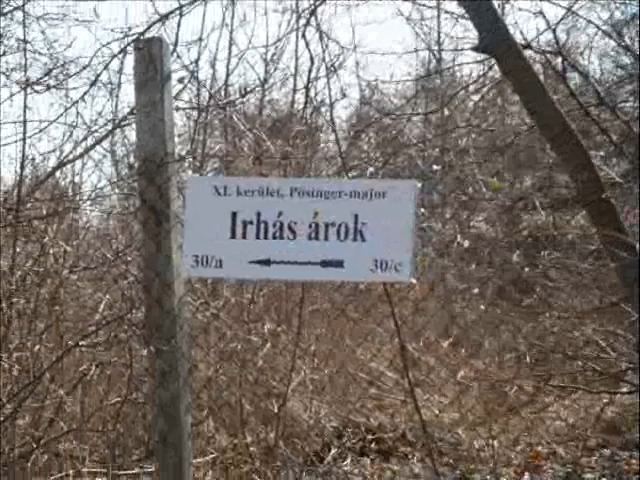 XI. kerület, Pösinger-major
Irhás árok
30/a 30/c